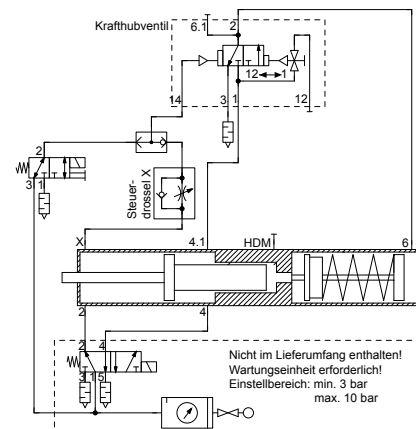 Krafthubventil
6.1
2
12
1
14
3
1
12
2
3
1
Steuer-
drossel X
X
4.1
HDM
6
2
4
2
4
3
1
5
Nicht im Lieferumfang enthalten!
Wartungseinheit erforderlich!
Einstellbereich: min. 3 bar
max. 10 bar